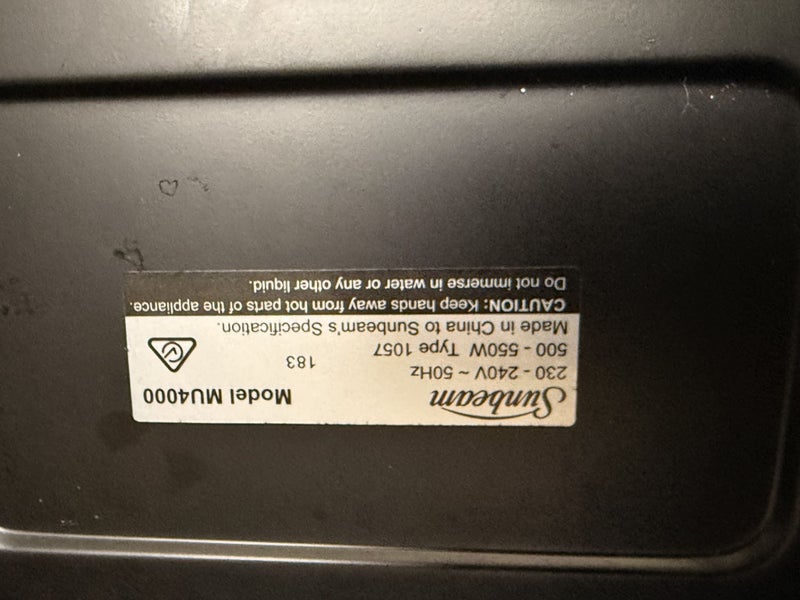 Sunbeam Model MU4000
230 - 240V ~ 50Hz 183
500 - 550W Type 1057
Made in China to Sunbeam's Specification.
CAUTION: Keep hands away from hot parts of the appliance.
Do not immerse in water or any other liquid.